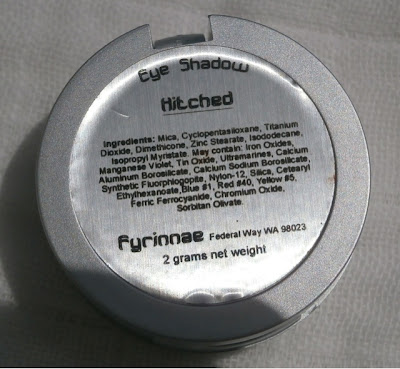 Eye Shadow
Hitched
Ingredients: Mica, Cyclopentasiloxane, Titanium
Dioxide, Dimethicone, Zinc Stearate, Isododecane,
Isopropyl Myristate. May contain: Iron Oxides,
Manganese Violet, Tin Oxide, Ultramarines, Calcium
Aluminum Borosilicate, Calcium Sodium Borosilicate,
Synthetic Fluorphlogopite, Nylon-12, Silica, Cetearyl
Ethylhexanoate, Blue #1, Red #40, Yellow #5,
Ferric Ferrocyanide, Chromium Oxide,
Sorbitan Olivate.
Fyrinnae Federal Way WA 98023
2 grams net weight